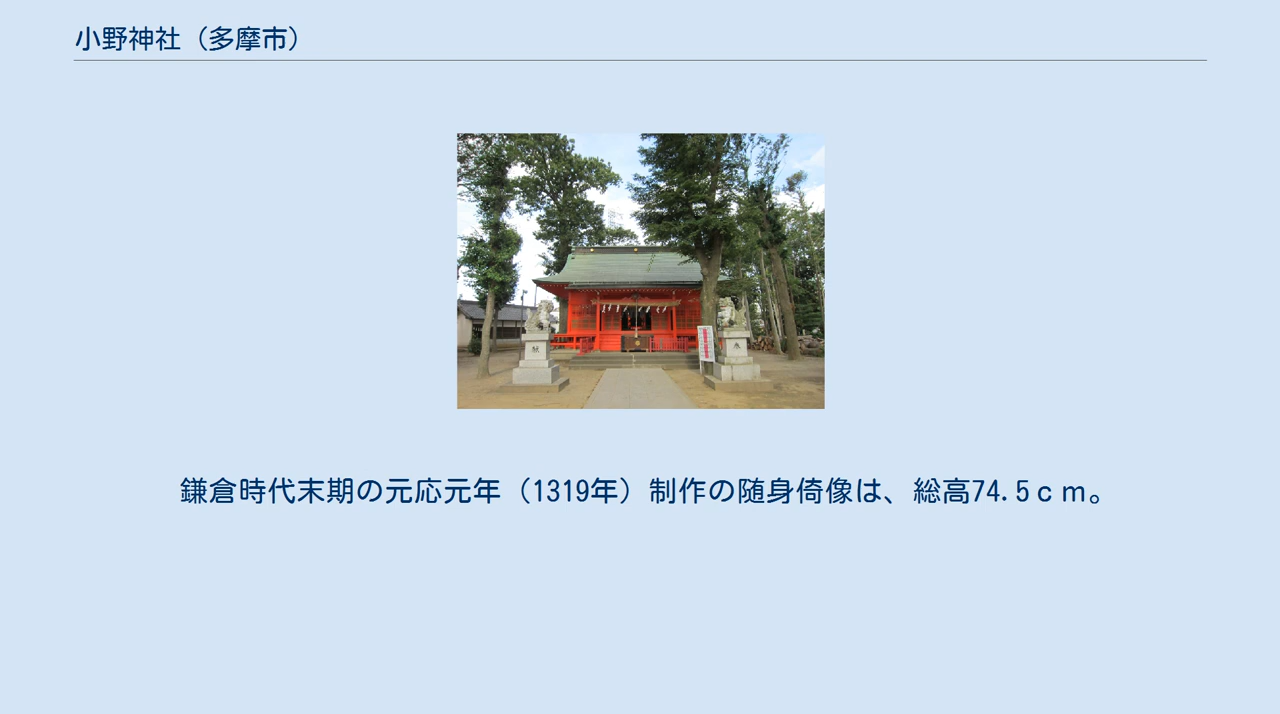 小野神社（多摩市）
鎌倉時代末期の元応元年（1319年）制作の随身倚像は、総高74.5ｃｍ。